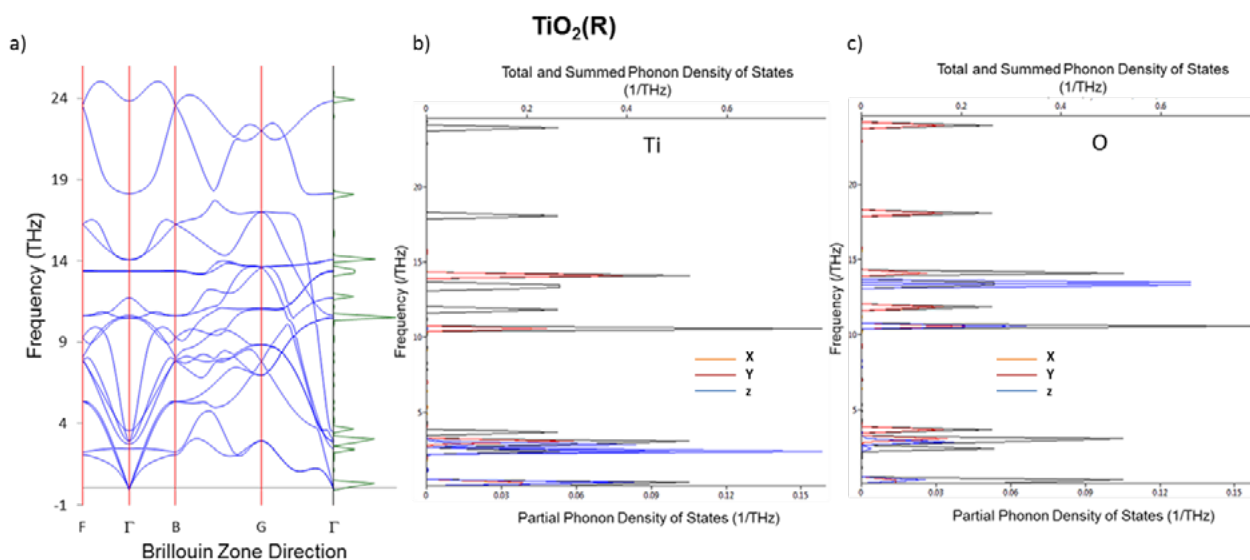 TiO₂(R)
a)
24
19
14
9
4
-1
Frequency (THz)
F Γ B G Γ
Brillouin Zone Direction
b)
Total and Summed Phonon Density of States
(1/THz)
0 0.2 0.4 0.6
Ti
20
15
10
5
Frequency (/THz)
X
Y
z
0 0.03 0.06 0.09 0.12 0.15
Partial Phonon Density of States (1/THz)
c)
Total and Summed Phonon Density of States
(1/THz)
0 0.2 0.4 0.6
O
20
15
10
5
Frequency (/THz)
X
Y
z
0 0.03 0.06 0.09 0.12 0.15
Partial Phonon Density of States (1/THz)